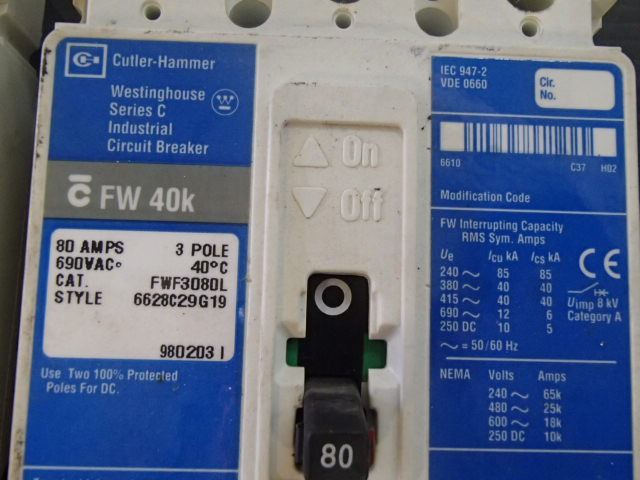 Cutler-Hammer
Westinghouse
Series C
Industrial
Circuit Breaker
C̄ FW 40k
80 AMPS 3 POLE
690VAC 40°C
CAT. FWF3080L
STYLE 6628C29G19
980203 I
Use Two 100% Protected
Poles For DC.
On
Off
80
IEC 947-2
VDE 0660
Cir.
No.
6610 C37 H02
Modification Code
FW Interrupting Capacity
RMS Sym. Amps
Ue Icu kA Ics kA
240 ~ 85 85
380 ~ 40 40
415 ~ 40 40
690 ~ 12 6
250 DC 10 5
~ = 50/60 Hz
CE
Uimp 8 kV
Category A
NEMA Volts Amps
240 ~ 65k
480 ~ 25k
600 ~ 18k
250 DC 10k